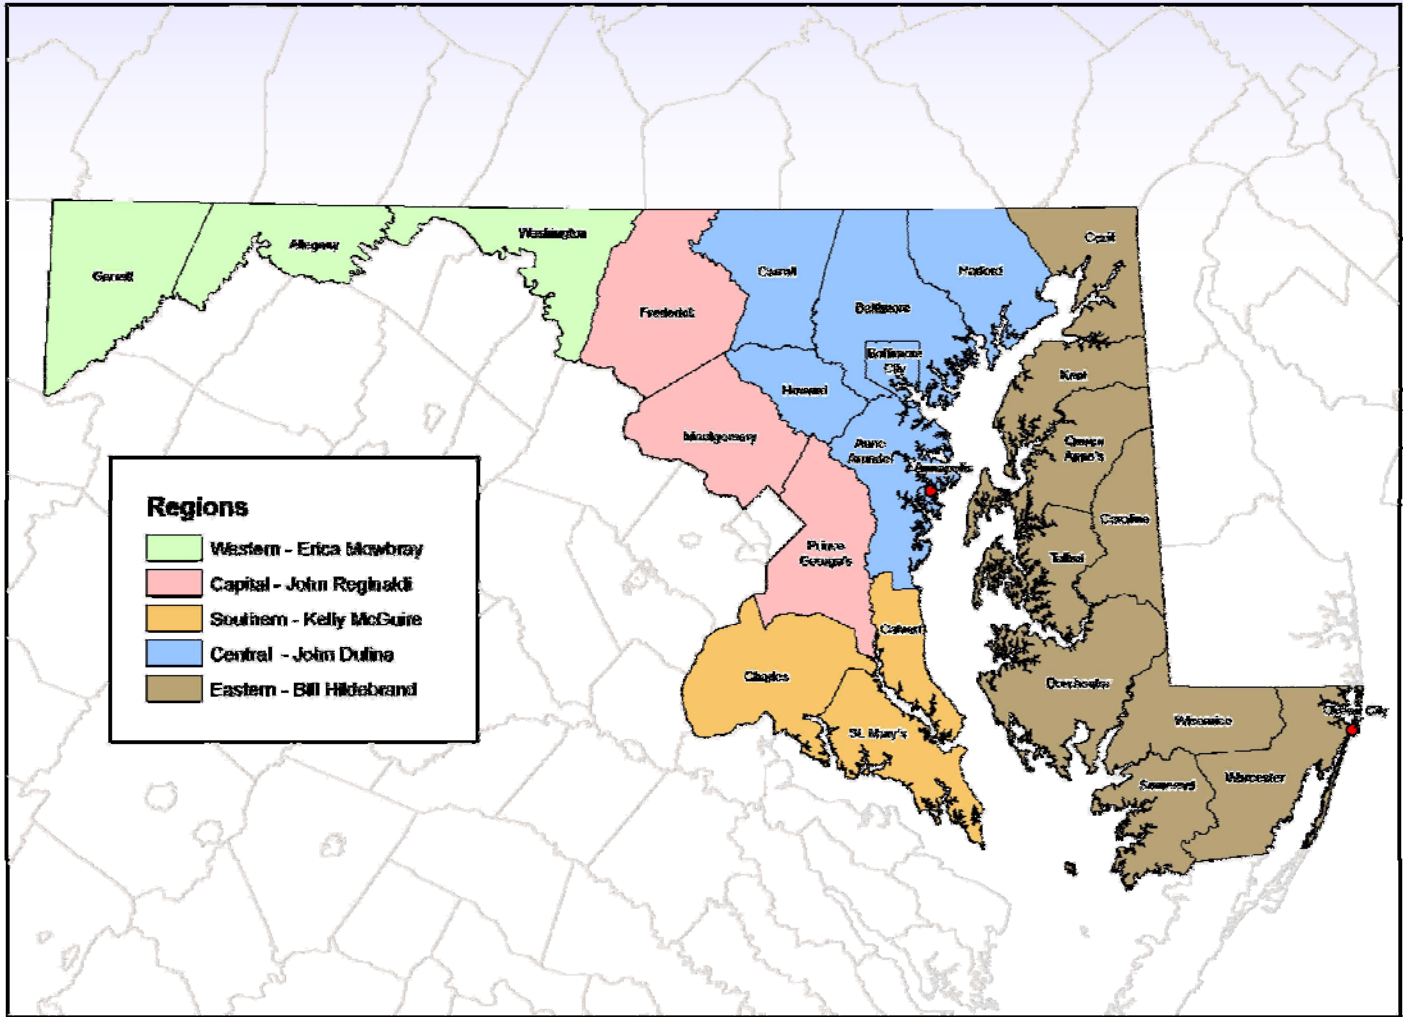 Washington
Allegany
Garrett
Frederick
Carroll
Baltimore
Harford
Cecil
Baltimore
City
Kent
Howard
Montgomery
Anne
Arundel
Annapolis
Queen
Anne's
Caroline
Talbot
Prince
George's
Calvert
Charles
St. Mary's
Dorchester
Wicomico
Ocean City
Somerset
Worcester
Regions
Western - Erica Mowbray
Capital - John Reginaldi
Southern - Kelly McGuire
Central - John Dulina
Eastern - Bill Hildebrand